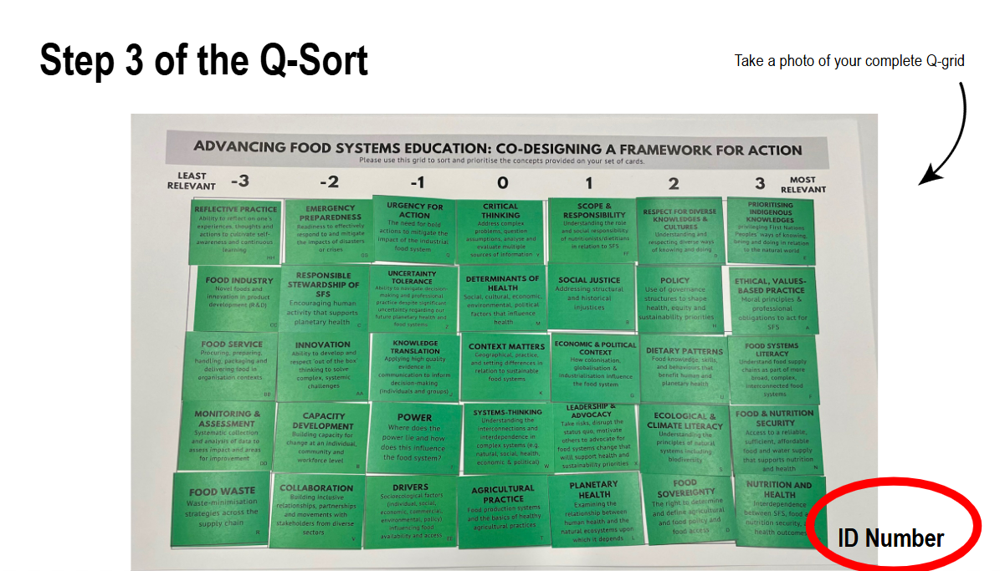 Step 3 of the Q-Sort
Take a photo of your complete Q-grid
ADVANCING FOOD SYSTEMS EDUCATION: CO-DESIGNING A FRAMEWORK FOR ACTION
Please use this grid to sort and prioritise the concepts provided on your set of cards.
LEAST
RELEVANT
-3
-2
-1
0
1
2
3
MOST
RELEVANT
REFLECTIVE PRACTICE
Ability to reflect on one's
experiences, thoughts and
actions to cultivate self-
awareness and continuous
learning
HH
EMERGENCY
PREPAREDNESS
Readiness to effectively
respond to and mitigate
the impacts of disasters
or crises
GG
URGENCY FOR
ACTION
The need for bold
actions to mitigate the
impact of the industrial
food system
CRITICAL
THINKING
Address complex
problems, question
assumptions, analyse and
evaluate multiple
sources of information
Y
SCOPE &
RESPONSIBILITY
Understanding the role
and social responsibility
of nutritionists/dietitians
in relation to SFS
FF
RESPECT FOR DIVERSE
KNOWLEDGES &
CULTURES
Understanding and
respecting diverse ways
of knowing and doing
PRIORITISING
INDIGENOUS
KNOWLEDGES
privileging First Nations
Peoples' ways of knowing,
being and doing in relation
to the natural world
FOOD INDUSTRY
Novel foods and
innovation in product
development (R&D)
CC
RESPONSIBLE
STEWARDSHIP OF
SFS
Encouraging human
activity that supports
planetary health
C
UNCERTAINTY
TOLERANCE
Ability to navigate decision-
making and professional
practice despite significant
uncertainty regarding our
future planetary health and
food systems
Z
DETERMINANTS OF
HEALTH
Social, cultural, economic,
environmental, political
factors that influence
health
M
SOCIAL JUSTICE
Addressing structural
and historical
injustices
B
POLICY
Use of governance
structures to shape
health, equity and
sustainability priorities
H
ETHICAL, VALUES-
BASED PRACTICE
Moral principles &
professional
obligations to act for
SFS
A
FOOD SERVICE
Procuring, preparing,
handling, packaging and
delivering food in
organisation contexts
BB
INNOVATION
Ability to develop and
respect 'out of the box'
thinking to solve
complex, systemic
challenges
AA
KNOWLEDGE
TRANSLATION
Applying high quality
evidence in
communication to inform
decision-making
(individuals and groups)
CONTEXT MATTERS
Geographical, practice,
and setting differences in
relation to sustainable
food systems
K
ECONOMIC & POLITICAL
CONTEXT
How colonisation,
globalisation &
industrialisation influence
the food system
DIETARY PATTERNS
Food knowledge, skills,
and behaviours that
benefit human and
planetary health
U
FOOD SYSTEMS
LITERACY
Understand food supply
chains as part of more
broad, complex,
interconnected food
systems
MONITORING &
ASSESSMENT
Systematic collection
and analysis of data to
assess impact and areas
for improvement
DD
CAPACITY
DEVELOPMENT
Building capacity for
change at an individual,
community and
workforce level
POWER
Where does the
power lie and how
does this influence
the food system?
SYSTEMS-THINKING
Understanding the
interconnections and
interdependence in
complex systems (e.g.
natural, social, health,
economic & political)
W
LEADERSHIP &
ADVOCACY
Take risks, disrupt the
status quo, motivate
others to advocate for
food systems change that
will support health and
sustainability priorities
X
ECOLOGICAL &
CLIMATE LITERACY
Understanding the
principles of natural
systems including
biodiversity
S
FOOD & NUTRITION
SECURITY
Access to a reliable,
sufficient, affordable
food and water supply
that supports nutrition
and health
N
FOOD WASTE
Waste-minimisation
strategies across the
supply chain
R
COLLABORATION
Building inclusive
relationships, partnerships
and movements with
stakeholders from diverse
sectors
V
DRIVERS
Socioecological factors
(individual, social,
economic, commercial,
environmental, policy)
influencing food
availability and access
EE
AGRICULTURAL
PRACTICE
Food production systems
and the basics of healthy
agricultural practices
T
PLANETARY
HEALTH
Examining the
relationship between
human health and the
natural ecosystems upon
which it depends
L
FOOD
SOVEREIGNTY
The right to determine
and define agricultural
and food policy and
food access
O
NUTRITION AND
HEALTH
Interdependence
between SFS, food
nutrition security,
health outcomes
ID Number